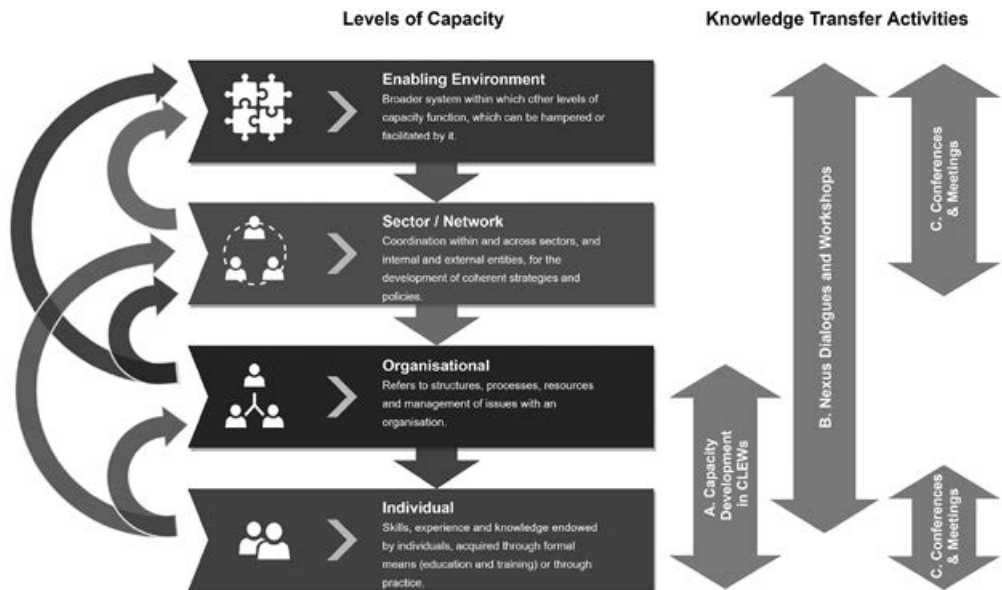 Levels of Capacity
Knowledge Transfer Activities
Enabling Environment
Broader system within which other levels of
capacity function, which can be hampered or
facilitated by it.
Sector / Network
Coordination within and across sectors, and
internal and external entities, for the
development of coherent strategies and
policies.
Organisational
Refers to structures, processes, resources
and management of issues with an
organisation.
Individual
Skills, experience and knowledge endowed
by individuals, acquired through formal
means (education and training) or through
practice.
A. Capacity
Development
in CLEWs
B. Nexus Dialogues and Workshops
C. Conferences
& Meetings
C. Conferences
& Meetings